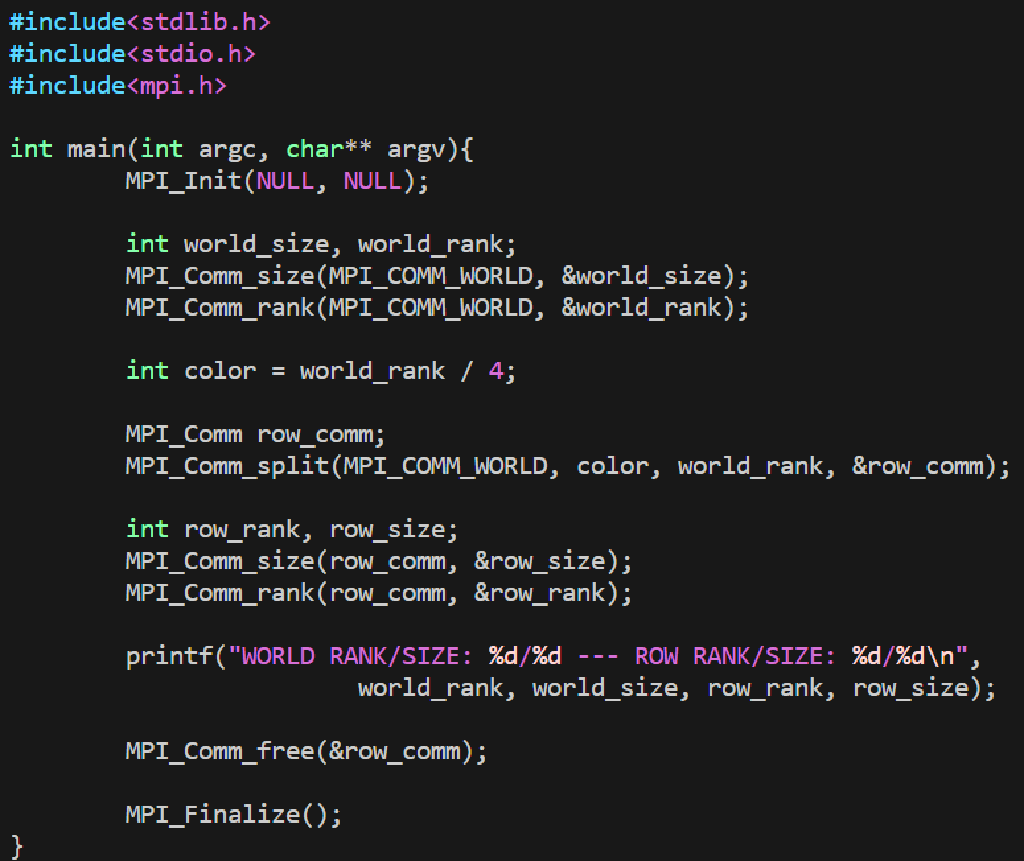 #include<stdlib.h>
#include<stdio.h>
#include<mpi.h>

int main(int argc, char** argv){
        MPI_Init(NULL, NULL);

        int world_size, world_rank;
        MPI_Comm_size(MPI_COMM_WORLD, &world_size);
        MPI_Comm_rank(MPI_COMM_WORLD, &world_rank);

        int color = world_rank / 4;

        MPI_Comm row_comm;
        MPI_Comm_split(MPI_COMM_WORLD, color, world_rank, &row_comm);

        int row_rank, row_size;
        MPI_Comm_size(row_comm, &row_size);
        MPI_Comm_rank(row_comm, &row_rank);

        printf("WORLD RANK/SIZE: %d/%d --- ROW RANK/SIZE: %d/%d\n",
                        world_rank, world_size, row_rank, row_size);

        MPI_Comm_free(&row_comm);

        MPI_Finalize();
}